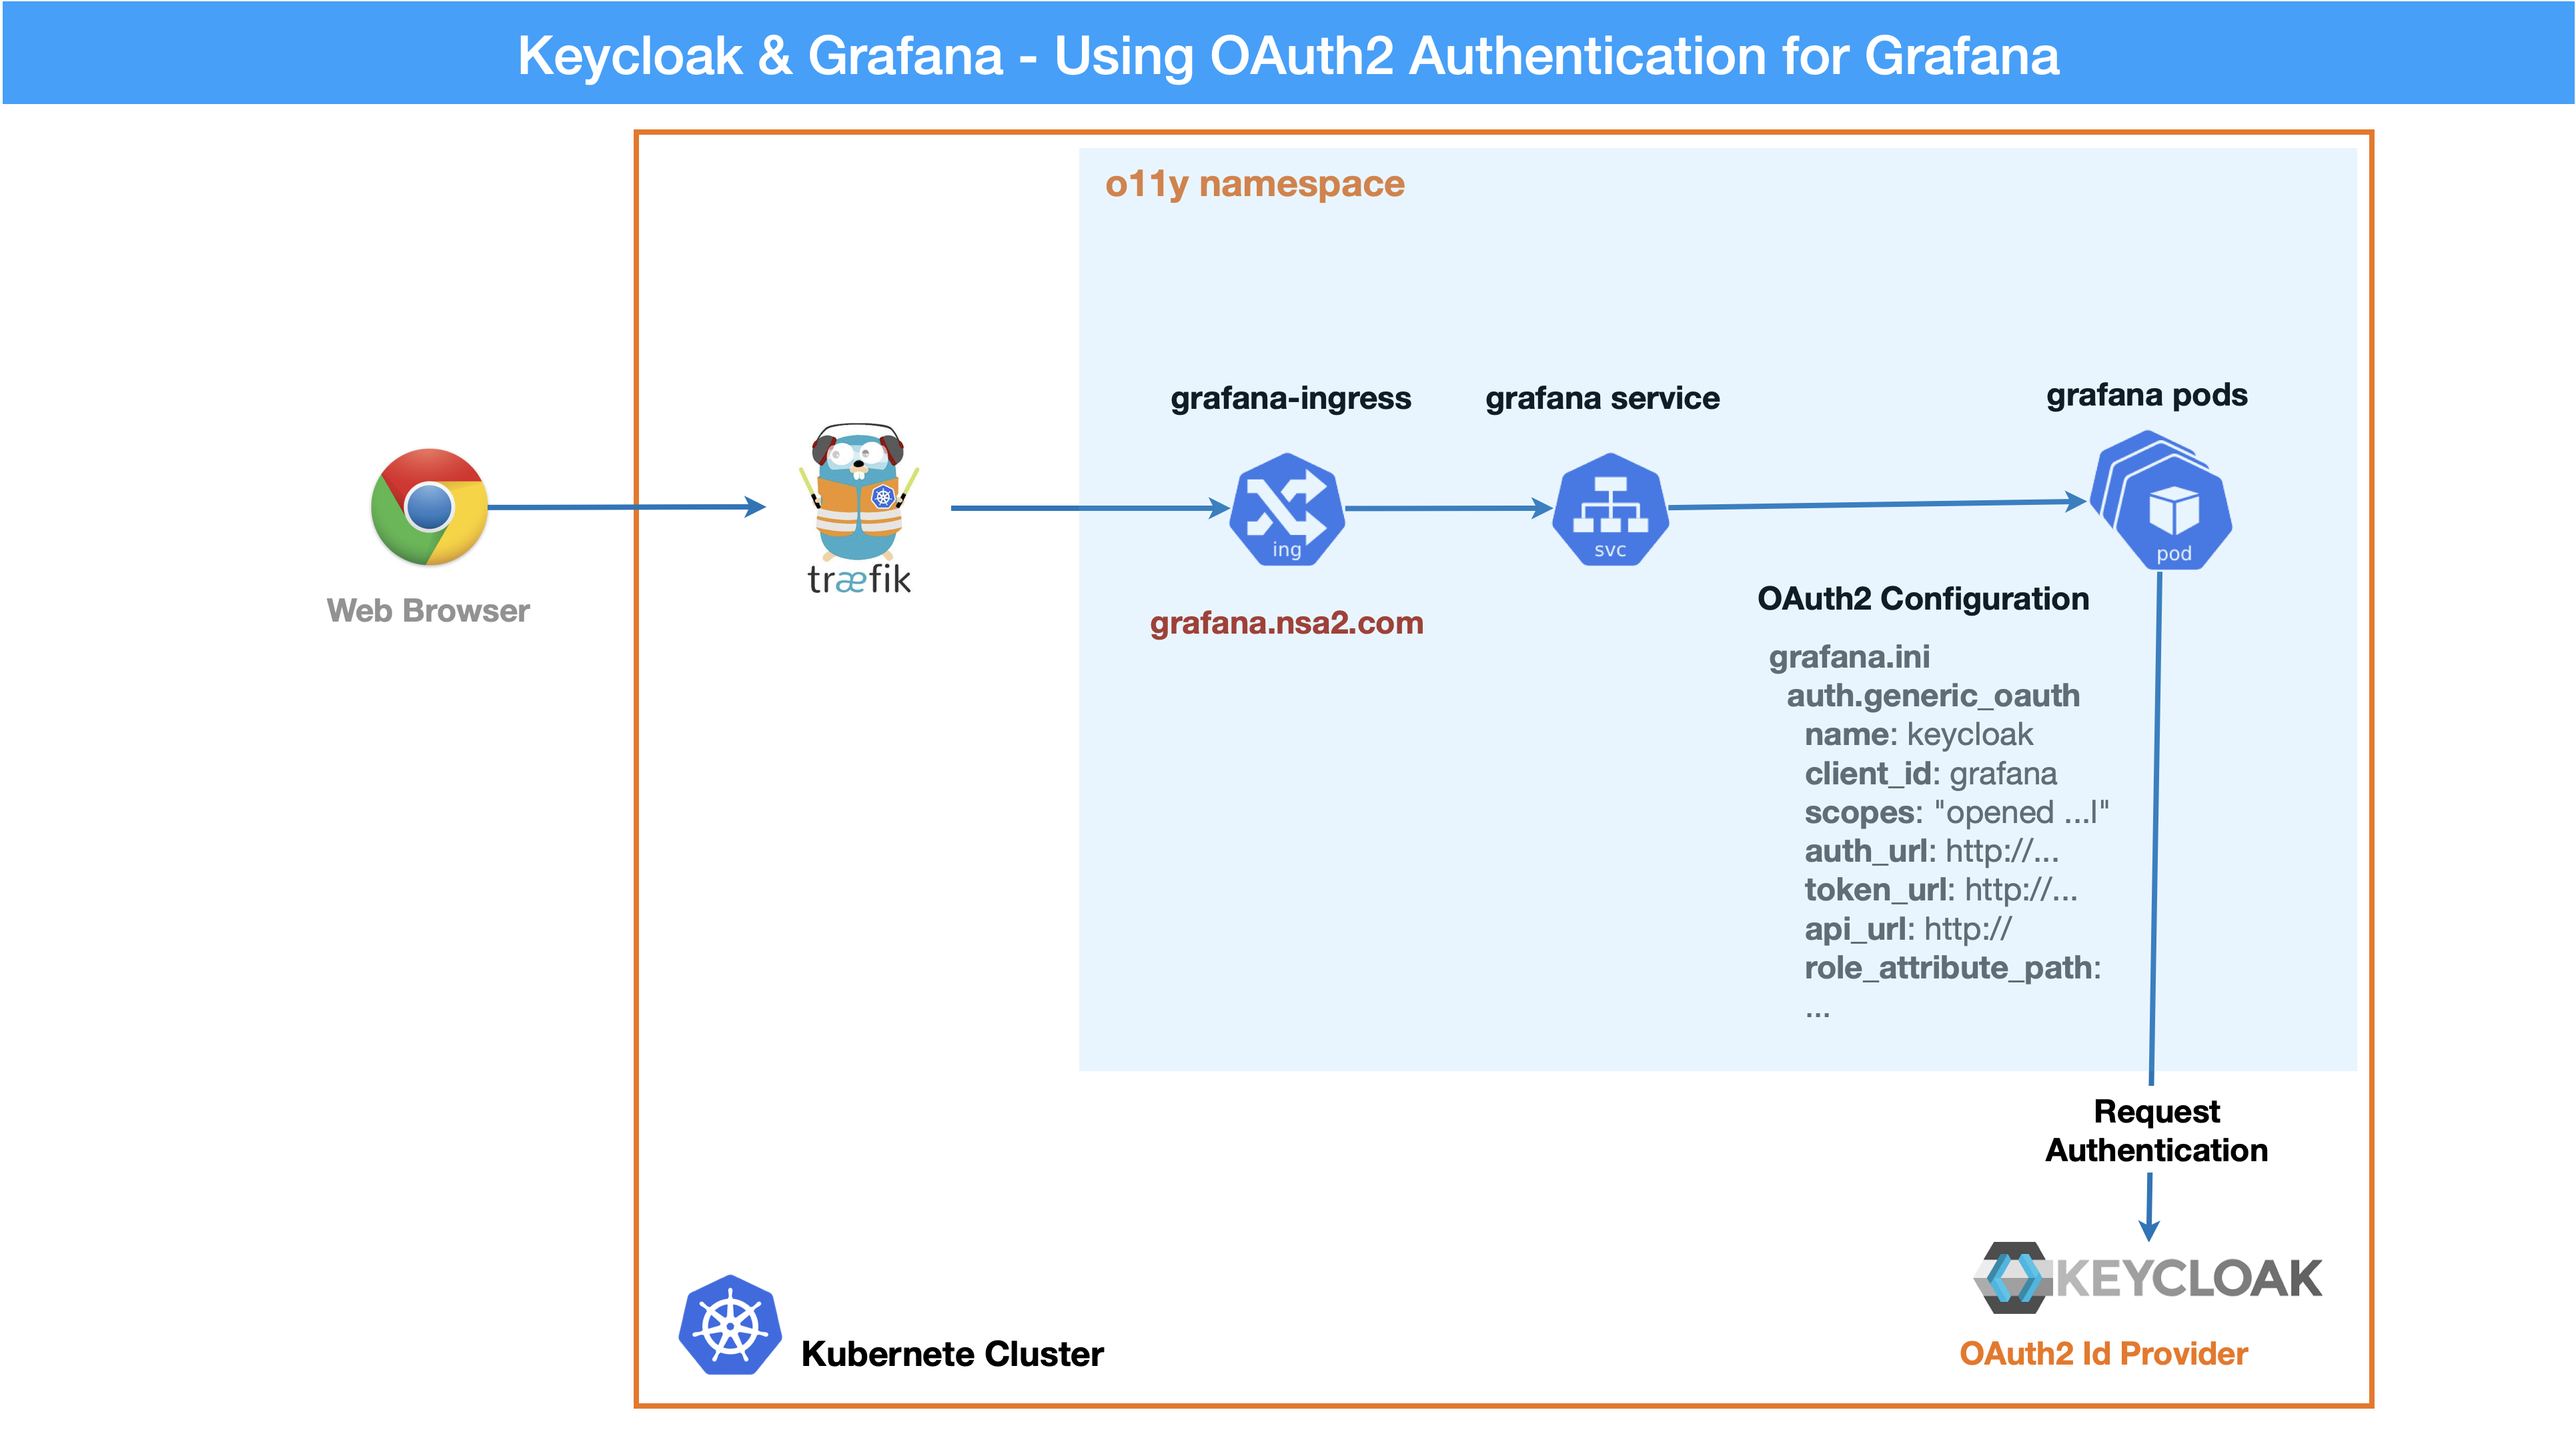 Keycloak & Grafana - Using OAuth2 Authentication for Grafana
o11y namespace
grafana-ingress
grafana service
grafana pods
ing
svc
pod
træfik
Web Browser
grafana.nsa2.com
OAuth2 Configuration
grafana.ini
auth.generic_oauth
name: keycloak
client_id: grafana
scopes: "opened ...l"
auth_url: http://...
token_url: http://...
api_url: http://
role_attribute_path:
...
Request
Authentication
KEYCLOAK
Kubernete Cluster
OAuth2 Id Provider